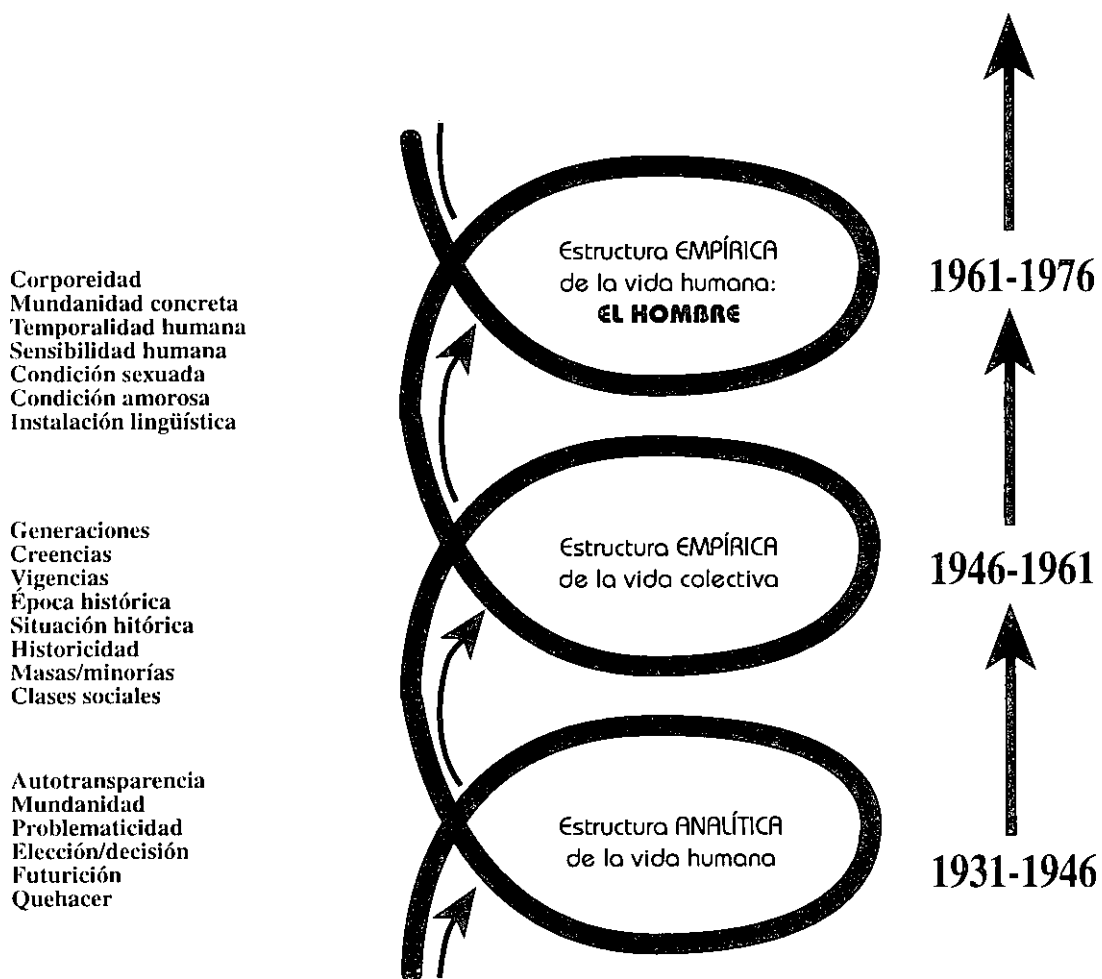 Corporeidad
Mundanidad concreta
Temporalidad humana
Sensibilidad humana
Condición sexuada
Condición amorosa
Instalación lingüística
Estructura EMPÍRICA
de la vida humana:
EL HOMBRE
1961-1976
Generaciones
Creencias
Vigencias
Época histórica
Situación hitórica
Historicidad
Masas/minorías
Clases sociales
Estructura EMPÍRICA
de la vida colectiva
1946-1961
Autotransparencia
Mundanidad
Problematicidad
Elección/decisión
Futurición
Quehacer
Estructura ANALÍTICA
de la vida humana
1931-1946